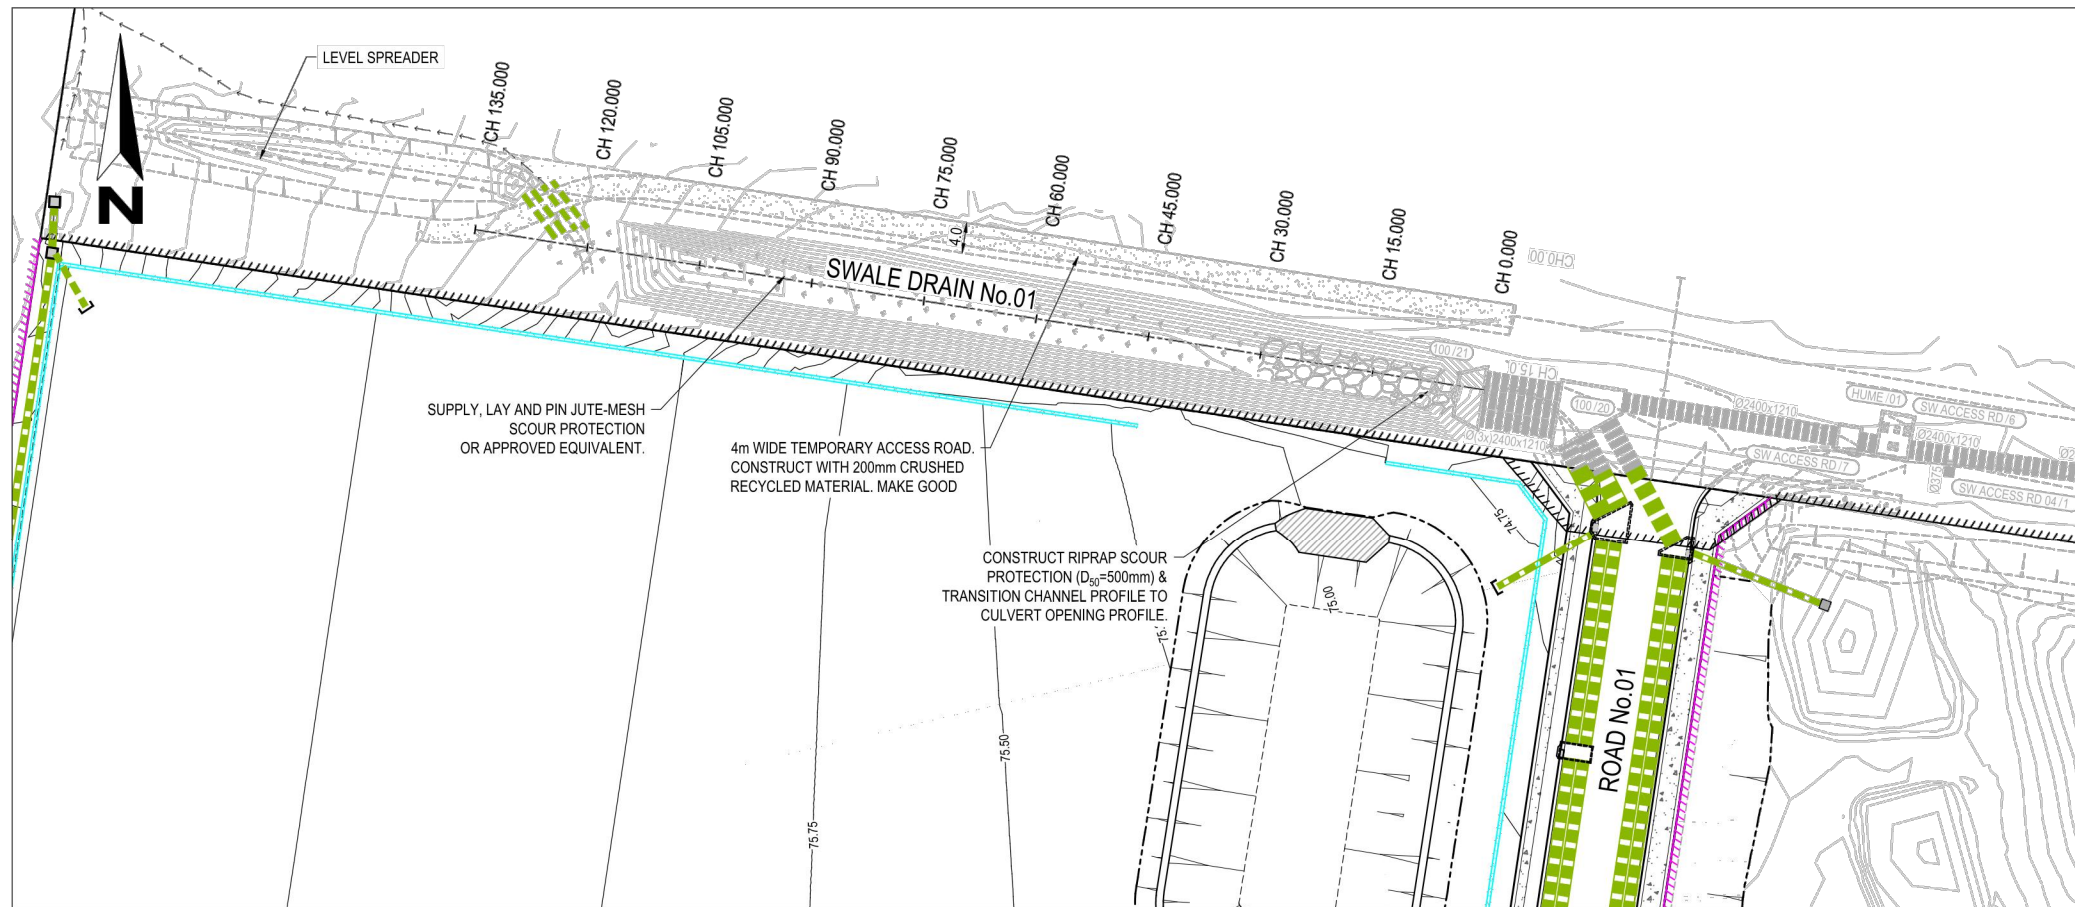 LEVEL SPREADER
CH 135.000
CH 120.000
CH 105.000
CH 90.000
CH 75.000
CH 60.000
CH 45.000
CH 30.000
CH 15.000
CH 0.000
CH0.00
N
4.0
SWALE DRAIN No.01
100 /21
CH 15.0
100 /20
Ø2400x1210
HUME /01
SW ACCESS RD /6
Ø(3x)2400x1210
Ø2400x1210
SW ACCESS RD /7
Ø375
SW ACCESS RD 04/1
SUPPLY, LAY AND PIN JUTE-MESH
SCOUR PROTECTION
OR APPROVED EQUIVALENT.
4m WIDE TEMPORARY ACCESS ROAD.
CONSTRUCT WITH 200mm CRUSHED
RECYCLED MATERIAL. MAKE GOOD
CONSTRUCT RIPRAP SCOUR
PROTECTION (D50=500mm) &
TRANSITION CHANNEL PROFILE TO
CULVERT OPENING PROFILE.
74.75
75.00
75.50
75.75
ROAD No.01